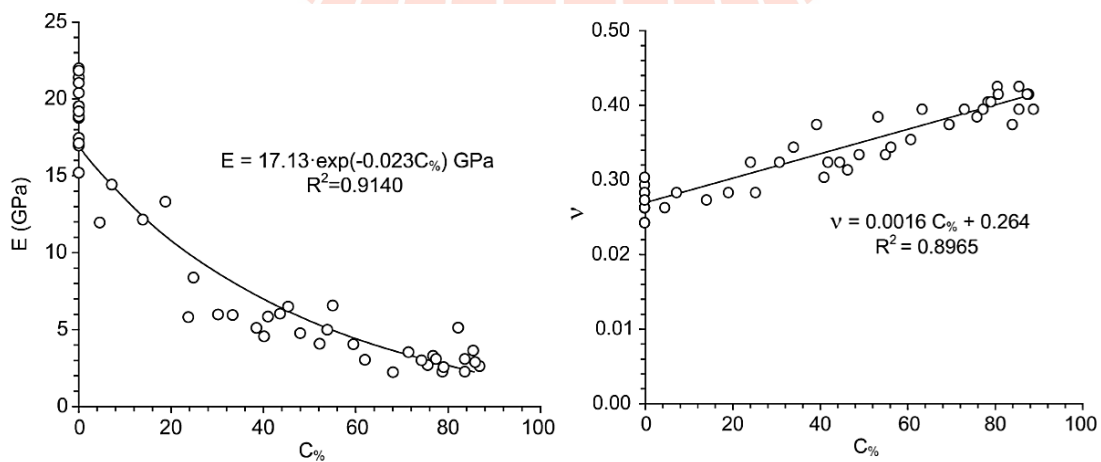 25
20
15
10
5
0
E (GPa)
E = 17.13·exp(-0.023C%) GPa
R²=0.9140
0 20 40 60 80 100
C%
0.50
0.40
0.30
0.02
0.01
0.00
ν
ν = 0.0016 C% + 0.264
R² = 0.8965
0 20 40 60 80 100
C%